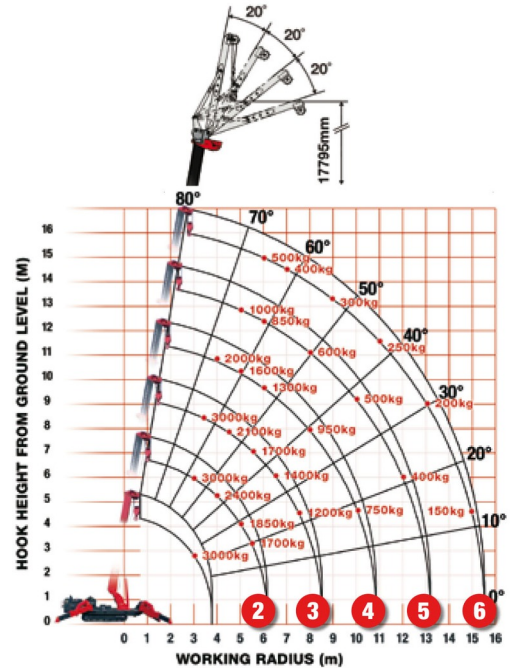 20°
20°
20°
17795mm
80°
70°
60°
50°
40°
30°
20°
10°
0°
HOOK HEIGHT FROM GROUND LEVEL (M)
16
15
14
13
12
11
10
9
8
7
6
5
4
3
2
1
0
500kg
400kg
300kg
250kg
200kg
150kg
1000kg
850kg
600kg
500kg
400kg
2000kg
1600kg
1300kg
950kg
750kg
3000kg
2100kg
1700kg
1400kg
1200kg
3000kg
2400kg
1850kg
1700kg
3000kg
2 3 4 5 6
0 1 2 3 4 5 6 7 8 9 10 11 12 13 14 15 16
WORKING RADIUS (m)